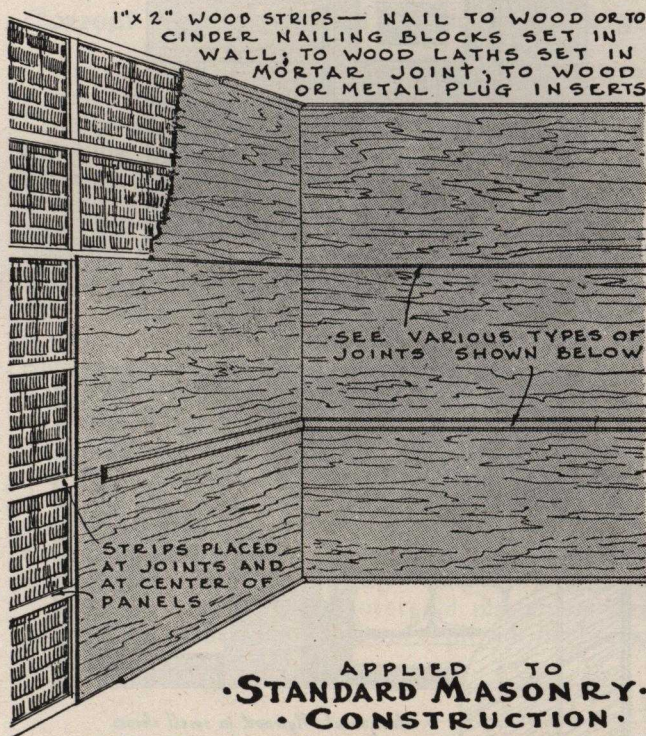 1"x 2" WOOD STRIPS — NAIL TO WOOD OR TO
CINDER NAILING BLOCKS SET IN
WALL; TO WOOD LATHS SET IN
MORTAR JOINT; TO WOOD
OR METAL PLUG INSERTS
SEE VARIOUS TYPES OF
JOINTS SHOWN BELOW
STRIPS PLACED
AT JOINTS AND
AT CENTER OF
PANELS
APPLIED TO
·STANDARD MASONRY·
·CONSTRUCTION·